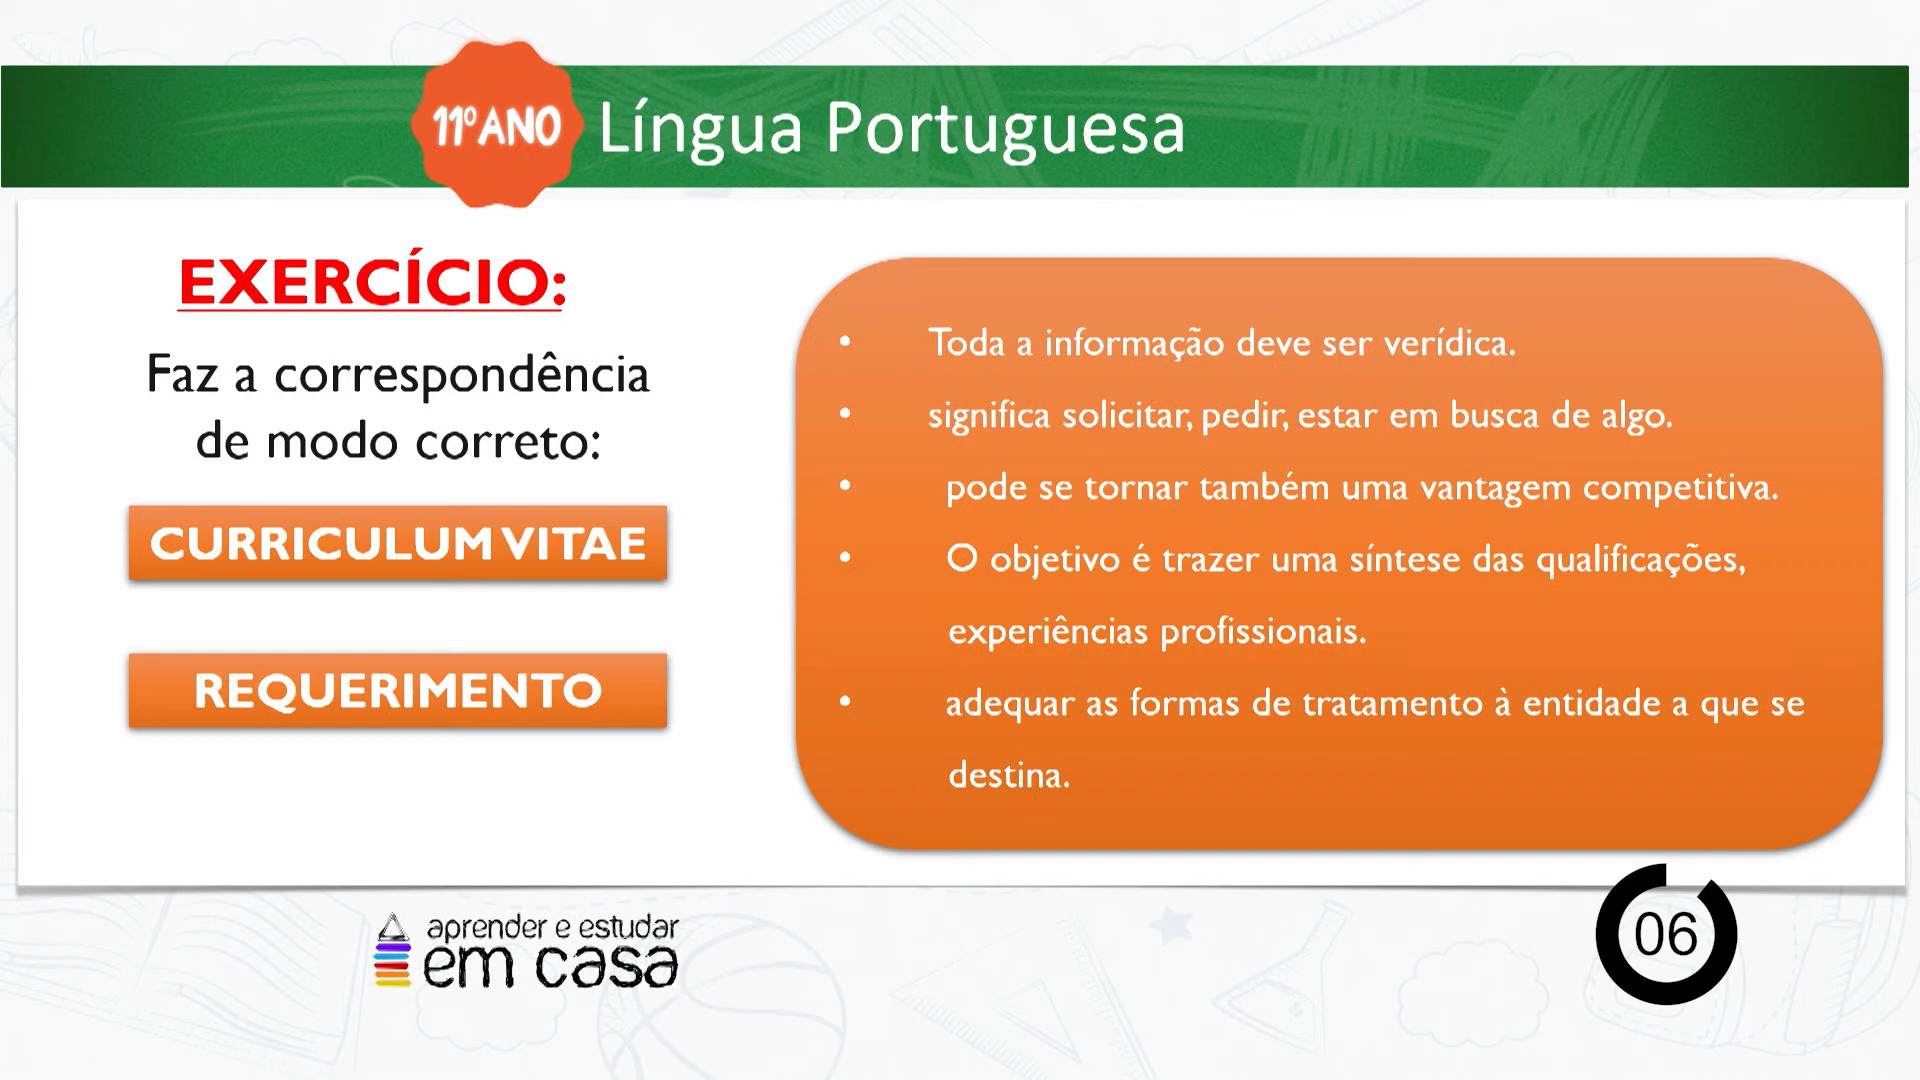 11ºANO Língua Portuguesa
EXERCÍCIO:
Faz a correspondência
de modo correto:
CURRICULUM VITAE
REQUERIMENTO
• Toda a informação deve ser verídica.
• significa solicitar, pedir, estar em busca de algo.
• pode se tornar também uma vantagem competitiva.
• O objetivo é trazer uma síntese das qualificações,
experiências profissionais.
• adequar as formas de tratamento à entidade a que se
destina.
aprender e estudar
em casa
06